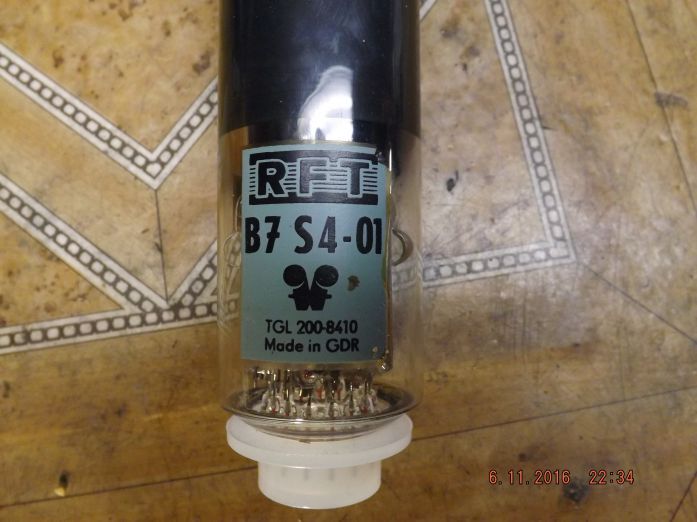 RFT
B7 S4-01
TGL 200-8410
Made in GDR
6.11.2016 22:34